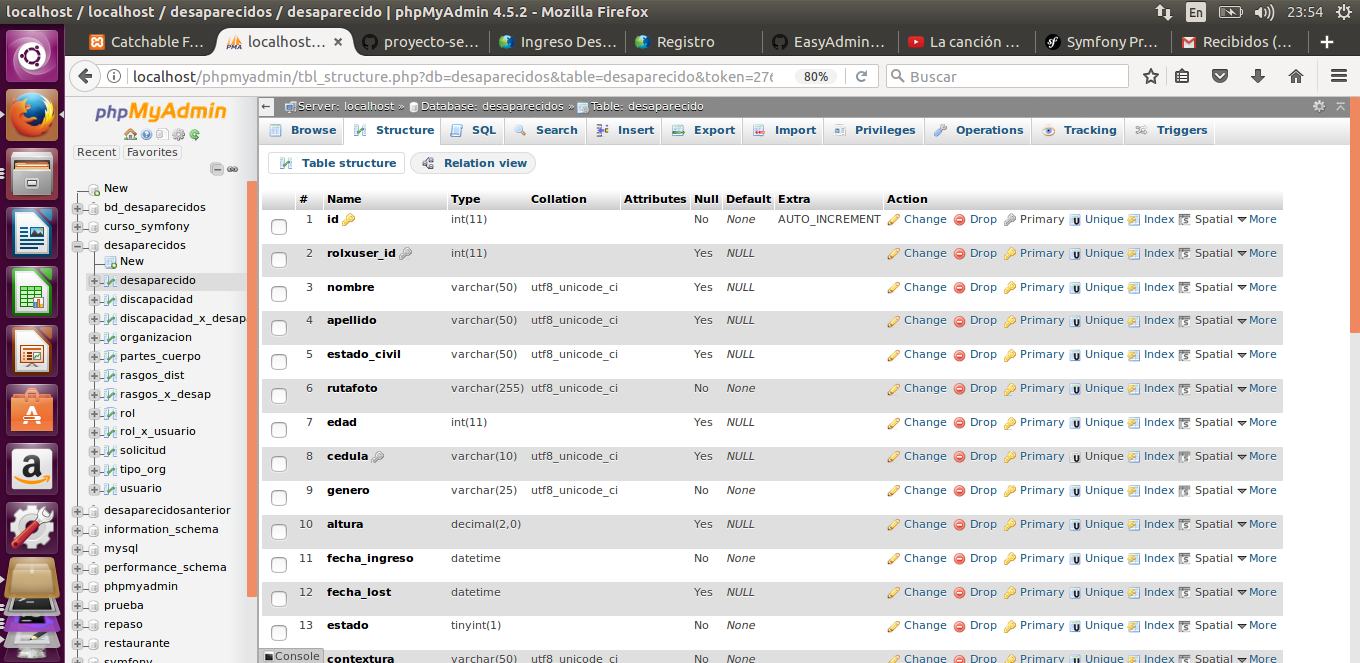 localhost / localhost / desaparecidos / desaparecido | phpMyAdmin 4.5.2 - Mozilla Firefox
En
23:54
Catchable F...
localhost... ×
proyecto-se...
Ingreso Des...
Registro
EasyAdmin...
La canción ...
Symfony Pr...
Recibidos (...
localhost/phpmyadmin/tbl_structure.php?db=desaparecidos&table=desaparecido&token=276
80%
Buscar
phpMyAdmin
Recent
Favorites
New
bd_desaparecidos
curso_symfony
desaparecidos
New
desaparecido
discapacidad
discapacidad_x_desap
organizacion
partes_cuerpo
rasgos_dist
rasgos_x_desap
rol
rol_x_usuario
solicitud
tipo_org
usuario
desaparecidosanterior
information_schema
mysql
performance_schema
phpmyadmin
prueba
repaso
restaurante
symfony
Server: localhost » Database: desaparecidos » Table: desaparecido
Browse Structure SQL Search Insert Export Import Privileges Operations Tracking Triggers
Table structure Relation view
# Name Type Collation Attributes Null Default Extra Action
1 id int(11) No None AUTO_INCREMENT Change Drop Primary Unique Index Spatial More
2 rolxuser_id int(11) Yes NULL Change Drop Primary Unique Index Spatial More
3 nombre varchar(50) utf8_unicode_ci Yes NULL Change Drop Primary Unique Index Spatial More
4 apellido varchar(50) utf8_unicode_ci Yes NULL Change Drop Primary Unique Index Spatial More
5 estado_civil varchar(50) utf8_unicode_ci Yes NULL Change Drop Primary Unique Index Spatial More
6 rutafoto varchar(255) utf8_unicode_ci No None Change Drop Primary Unique Index Spatial More
7 edad int(11) Yes NULL Change Drop Primary Unique Index Spatial More
8 cedula varchar(10) utf8_unicode_ci Yes NULL Change Drop Primary Unique Index Spatial More
9 genero varchar(25) utf8_unicode_ci No None Change Drop Primary Unique Index Spatial More
10 altura decimal(2,0) Yes NULL Change Drop Primary Unique Index Spatial More
11 fecha_ingreso datetime No None Change Drop Primary Unique Index Spatial More
12 fecha_lost datetime Yes NULL Change Drop Primary Unique Index Spatial More
13 estado tinyint(1) No None Change Drop Primary Unique Index Spatial More
contextura varchar(50) utf8_unicode_ci No None Change Drop Primary Unique Index Spatial More
Console